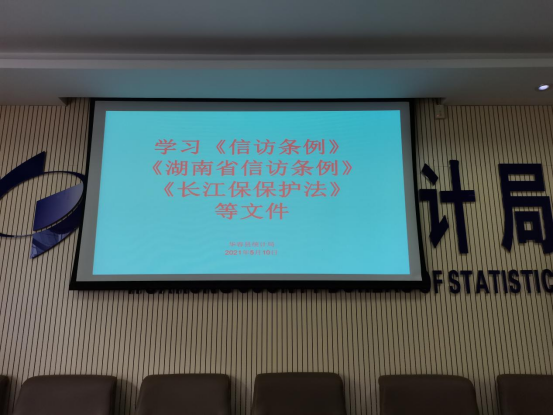 学习《信访条例》
《湖南省信访条例》
《长江保保护法》
等文件
计局
OF STATISTIC